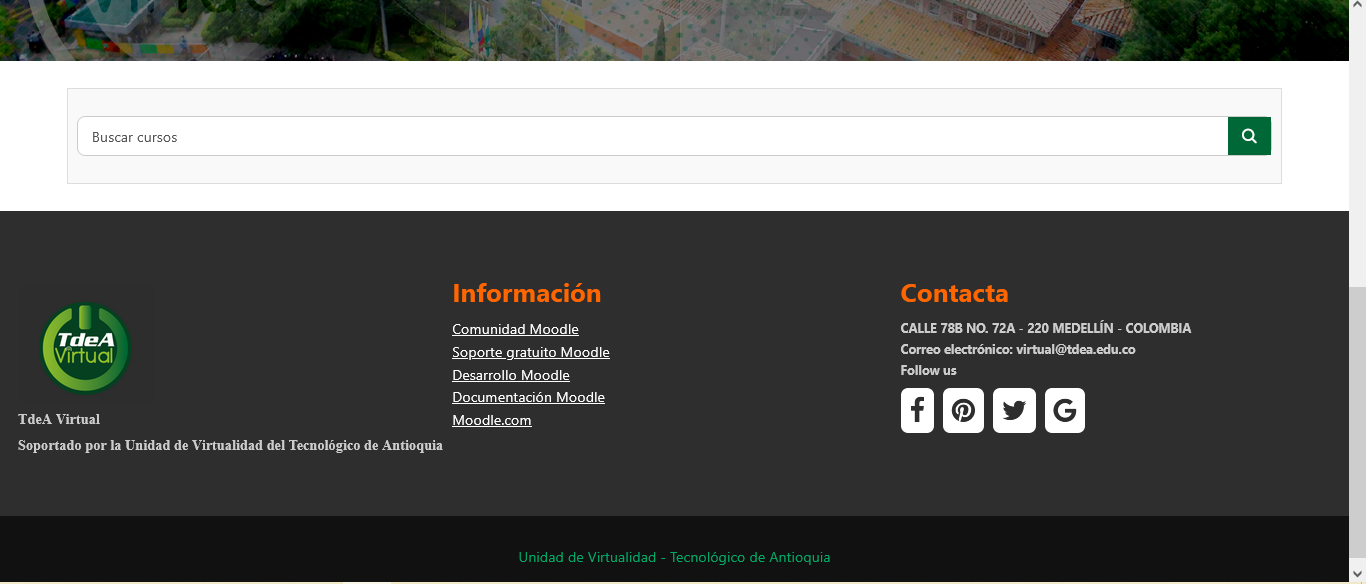 Buscar cursos
TdeA
Virtual
TdeA Virtual
Soportado por la Unidad de Virtualidad del Tecnológico de Antioquia
Información
Comunidad Moodle
Soporte gratuito Moodle
Desarrollo Moodle
Documentación Moodle
Moodle.com
Contacta
CALLE 78B NO. 72A - 220 MEDELLÍN - COLOMBIA
Correo electrónico: virtual@tdea.edu.co
Follow us
Unidad de Virtualidad - Tecnológico de Antioquia